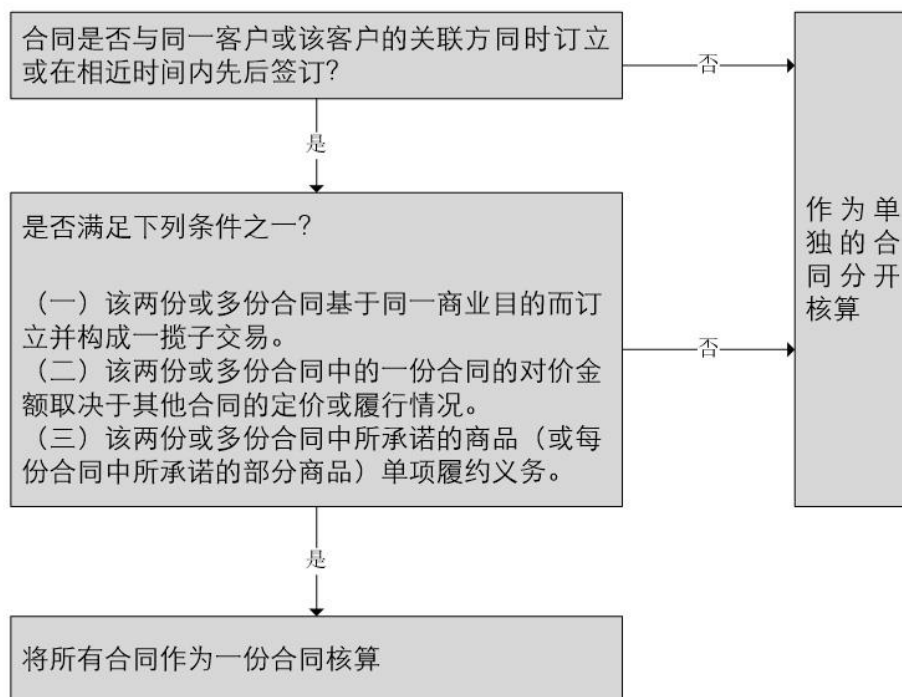 合同是否与同一客户或该客户的关联方同时订立
或在相近时间内先后签订？
否
是
是否满足下列条件之一？
（一）该两份或多份合同基于同一商业目的而订
立并构成一揽子交易。
（二）该两份或多份合同中的一份合同的对价金
额取决于其他合同的定价或履行情况。
（三）该两份或多份合同中所承诺的商品（或每
份合同中所承诺的部分商品）单项履约义务。
否
作为单
独的合
同分开
核算
是
将所有合同作为一份合同核算